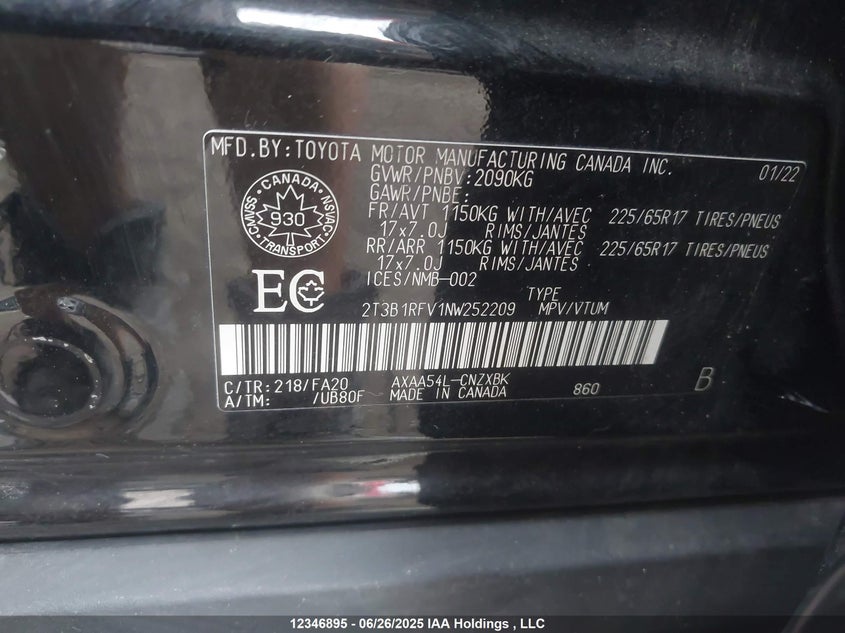 MFD.BY:TOYOTA MOTOR MANUFACTURING CANADA INC. 01/22
GVWR/PNBV:2090KG
GAWR/PNBE:
FR/AVT 1150KG WITH/AVEC 225/65R17 TIRES/PNEUS
17x7.0J RIMS/JANTES
RR/ARR 1150KG WITH/AVEC 225/65R17 TIRES/PNEUS
17x7.0J RIMS/JANTES
ICES/NMB-002
CANADA
CMVSS 930 NSVAC
TRANSPORT
EC
TYPE
2T3B1RFV1NW252209 MPV/VTUM
C/TR:218/FA20 AXAA54L-CNZXBK 860 B
A/TM: /UB80F MADE IN CANADA
12346895 - 06/26/2025 IAA Holdings , LLC